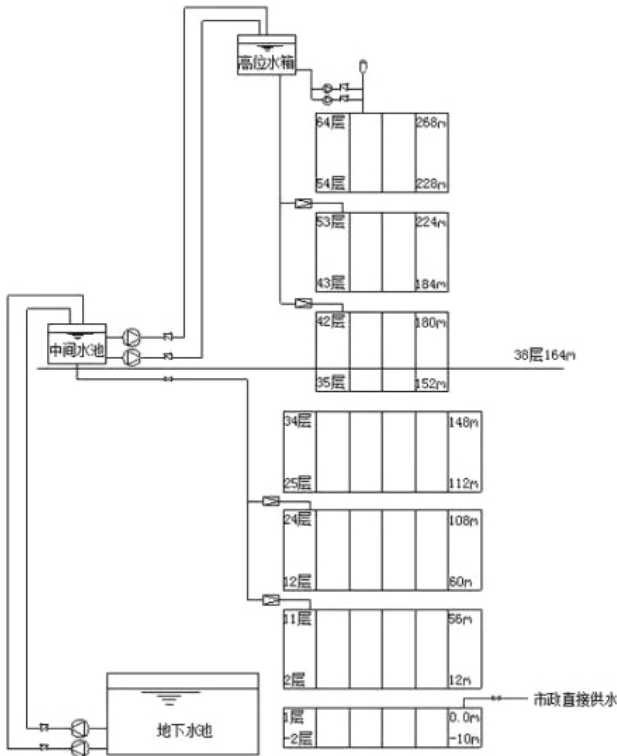 高位水箱
64层 268m
54层 228m
53层 224m
43层 184m
42层 180m
中间水池
38层164m
35层 152m
34层 148m
25层 112m
24层 108m
12层 60m
11层 56m
2层 12m
市政直接供水
1层 0.0m
-2层 -10m
地下水池